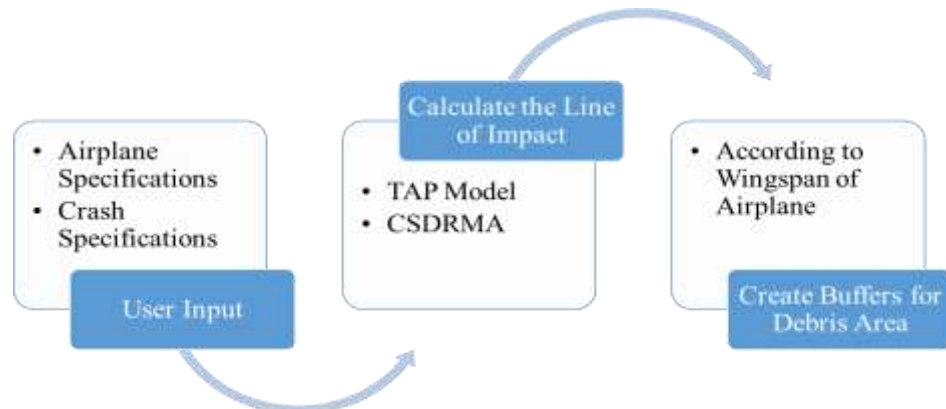 • Airplane
Specifications
• Crash
Specifications
User Input
Calculate the Line
of Impact
• TAP Model
• CSDRMA
• According to
Wingspan of
Airplane
Create Buffers for
Debris Area